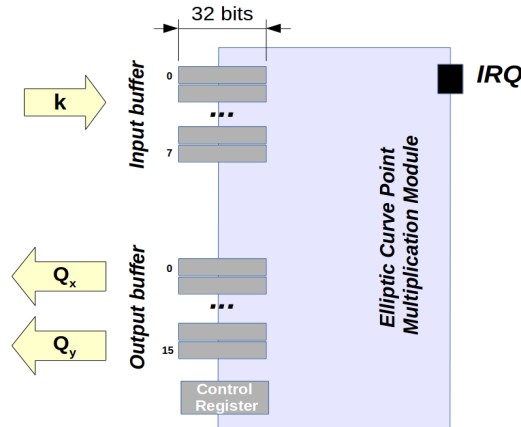 32 bits
IRQ
k
Input buffer
0
...
7
Elliptic Curve Point
Multiplication Module
Qx
Qy
Output buffer
0
...
15
Control
Register